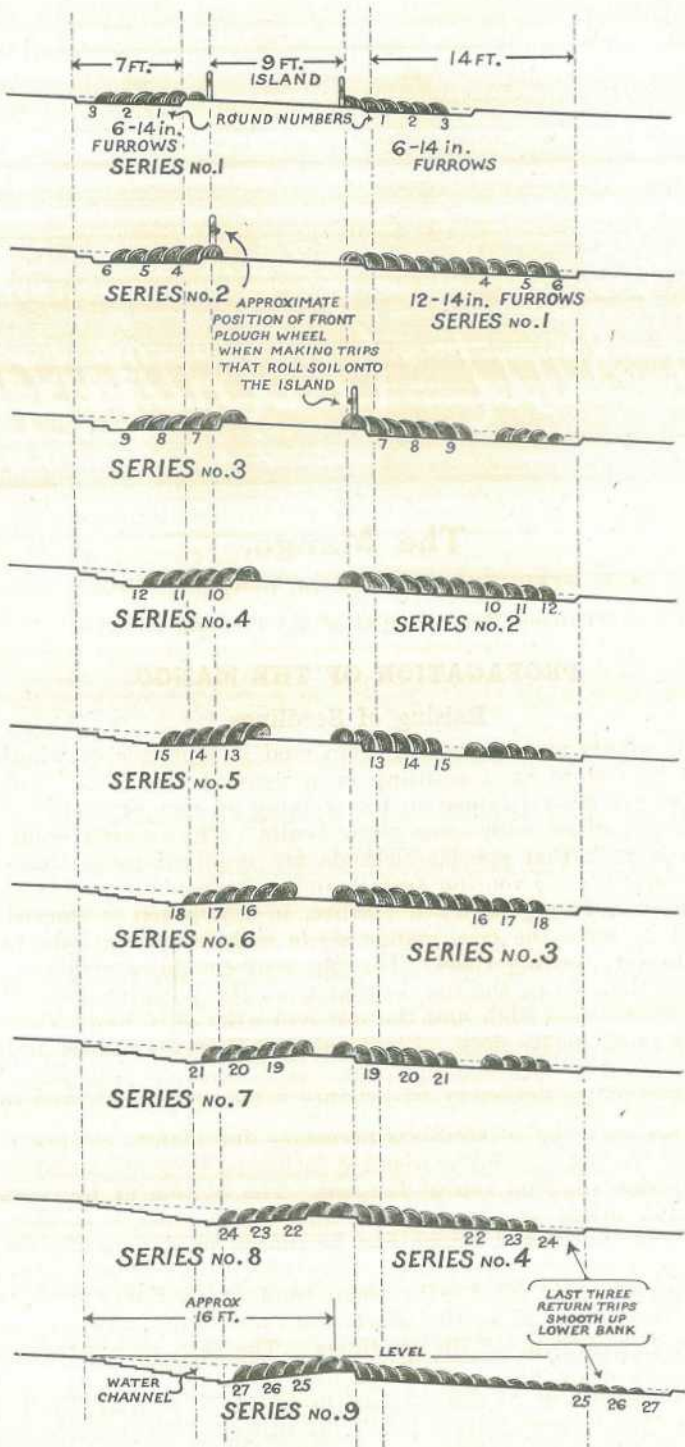 7 FT.
9 FT.
ISLAND
14 FT.
3 2 1
ROUND NUMBERS
1 2 3
6-14 in.
FURROWS
6-14 in.
FURROWS
SERIES No.1
6 5 4
4 5 6
SERIES No.2
12-14 in. FURROWS
SERIES No.1
APPROXIMATE
POSITION OF FRONT
PLOUGH WHEEL
WHEN MAKING TRIPS
THAT ROLL SOIL ONTO
THE ISLAND
9 8 7
7 8 9
SERIES No.3
The Mango.
PROPAGATION OF THE MANGO.
12 11 10
10 11 12
SERIES No.4
SERIES No.2
15 14 13
13 14 15
SERIES No.5
18 17 16
16 17 18
SERIES No.6
SERIES No.3
21 20 19
19 20 21
SERIES No.7
24 23 22
22 23 24
SERIES No.8
SERIES No.4
LAST THREE
RETURN TRIPS
SMOOTH UP
LOWER BANK
APPROX
16 FT.
LEVEL
WATER
CHANNEL
27 26 25
25 26 27
SERIES No.9